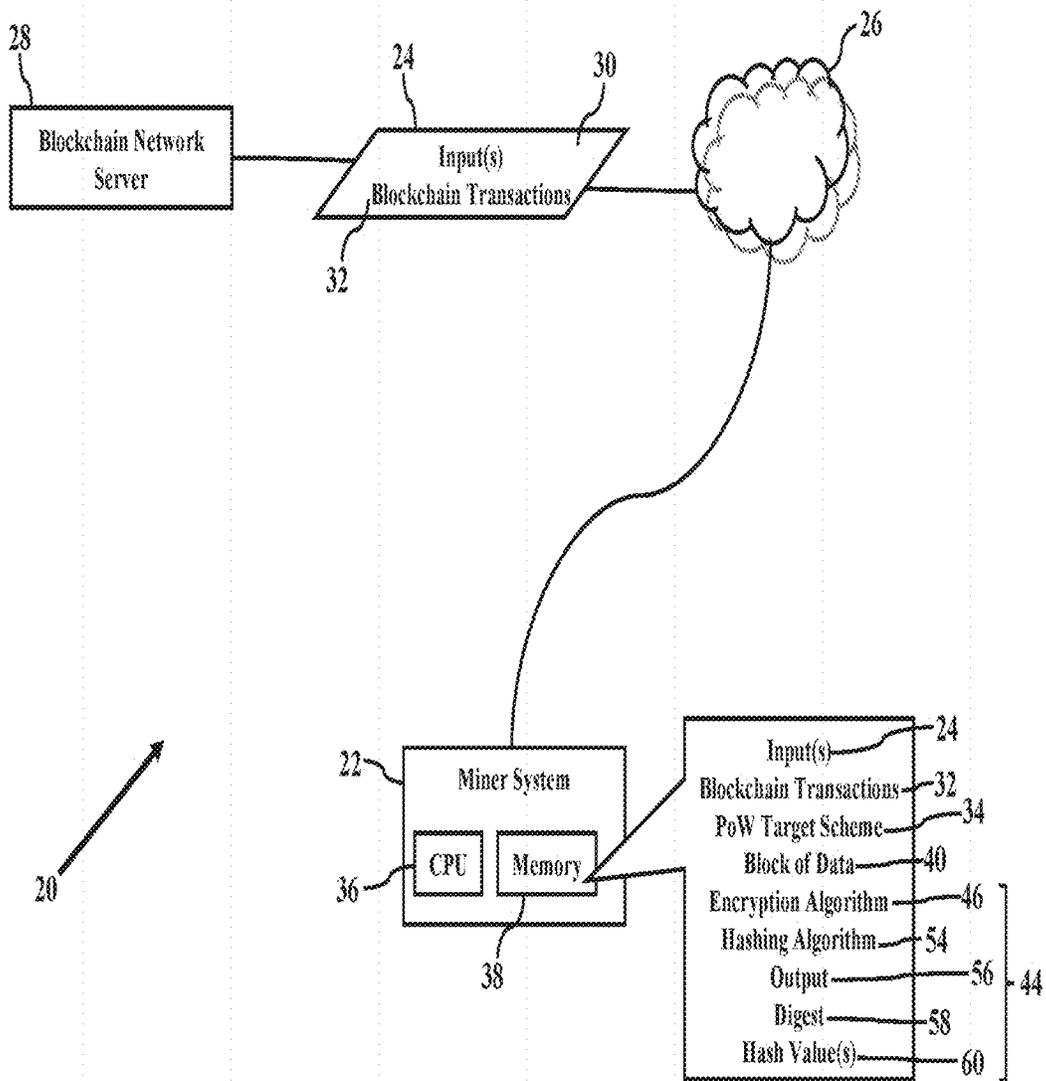 28
24
30
26
Blockchain Network
Server
Input(s)
Blockchain Transactions
32
20
22
Miner System
CPU
Memory
36
38
Input(s) 24
Blockchain Transactions 32
PoW Target Scheme 34
Block of Data 40
Encryption Algorithm 46
Hashing Algorithm 54
Output 56
Digest 58
Hash Value(s) 60
44